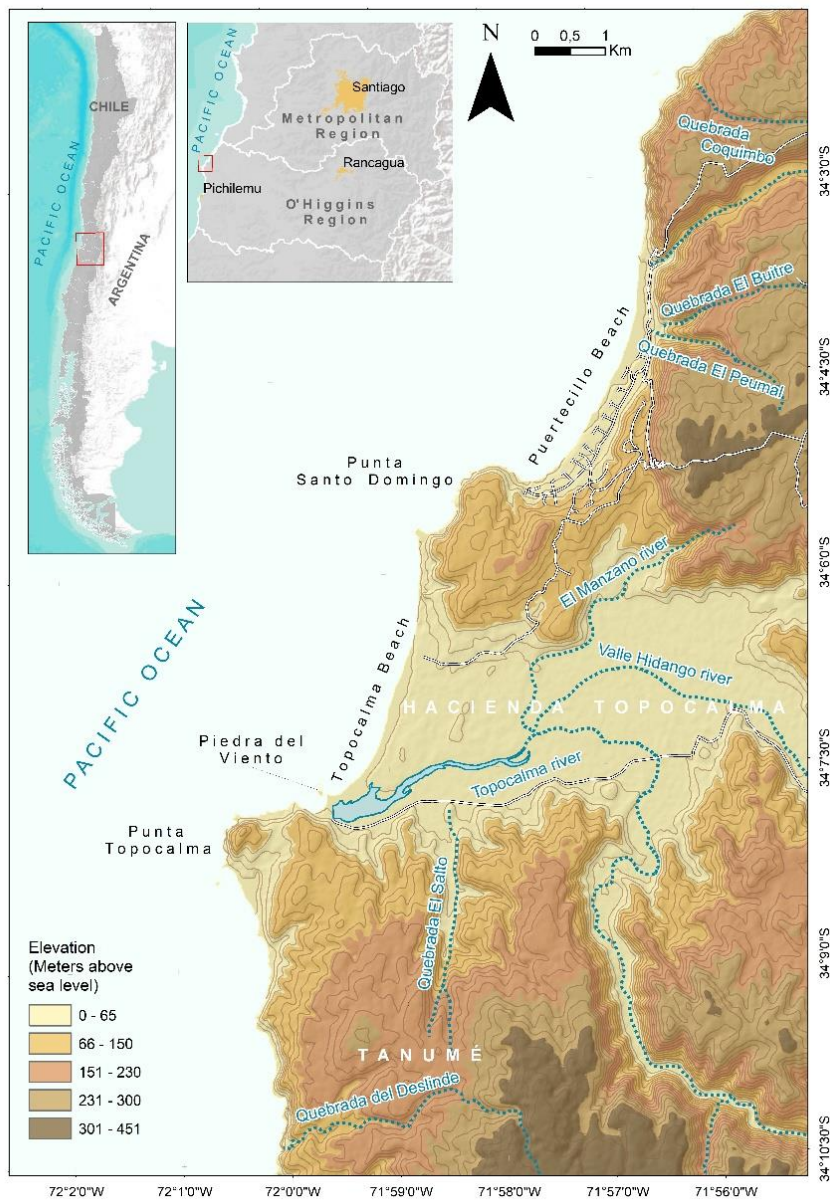 CHILE
PACIFIC OCEAN
ARGENTINA
PACIFIC OCEAN
Santiago
Metropolitan
Region
Rancagua
Pichilemu
O'Higgins
Region
N
0 0,5 1
Km
Quebrada
Coquimbo
34°3'0"S
Quebrada El Buitre
Puertecillo Beach
Quebrada El Peumal
34°4'30"S
Punta
Santo Domingo
34°6'0"S
El Manzano river
PACIFIC OCEAN
Topocalma Beach
Valle Hidango river
HACIENDA TOPOCALMA
Piedra del
Viento
34°7'30"S
Topocalma river
Punta
Topocalma
Quebrada El Salto
34°9'0"S
Elevation
(Meters above
sea level)
0 - 65
66 - 150
151 - 230
231 - 300
301 - 451
TANUMÉ
Quebrada del Deslinde
34°10'30"S
72°2'0"W 72°1'0"W 72°0'0"W 71°59'0"W 71°58'0"W 71°57'0"W 71°56'0"W